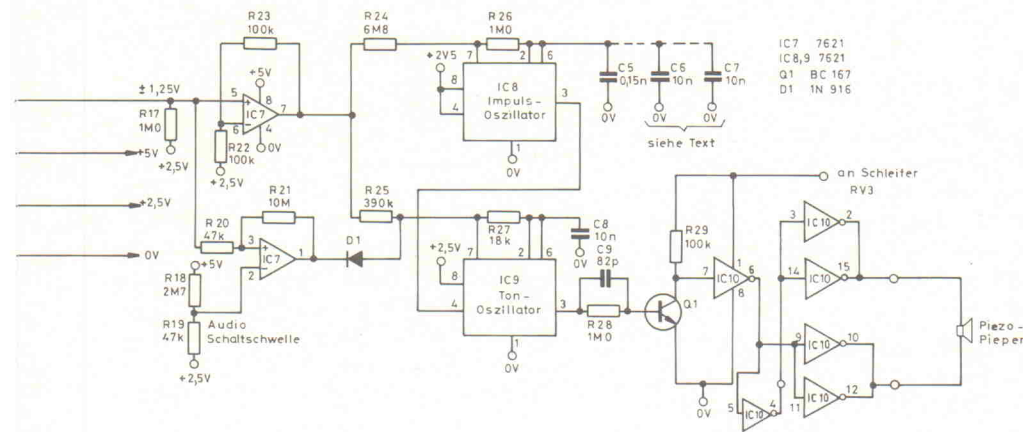 R23
100k
R24
6M8
R26
1M0
IC7 7621
IC8,9 7621
Q1 BC 167
D1 1N 916
+5V
+2V5
7 2 6
8
4
IC8
Impuls-
Oszillator
3
1
0V
C5
0,15n
0V
C6
10n
0V
C7
10n
0V
siehe Text
± 1,25V
5
6
IC7
8
7
4
0V
R17
1M0
+2,5V
R22
100k
+2,5V
+5V
+2,5V
0V
an Schleifer
RV3
R21
10M
R25
390k
R20
47k
3
2
IC7
1
D1
+5V
R18
2M7
R19
47k
Audio
Schaltschwelle
+2,5V
+2,5V
R27
18k
7 2 6
8
4
IC9
Ton-
Oszillator
3
1
0V
C8
10n
0V
C9
82p
R28
1M0
Q1
R29
100k
7
IC10
1
6
8
0V
3
IC10
2
14
IC10
15
9
IC10
10
11
IC10
12
5
IC10
4
Piezo-
Pieper